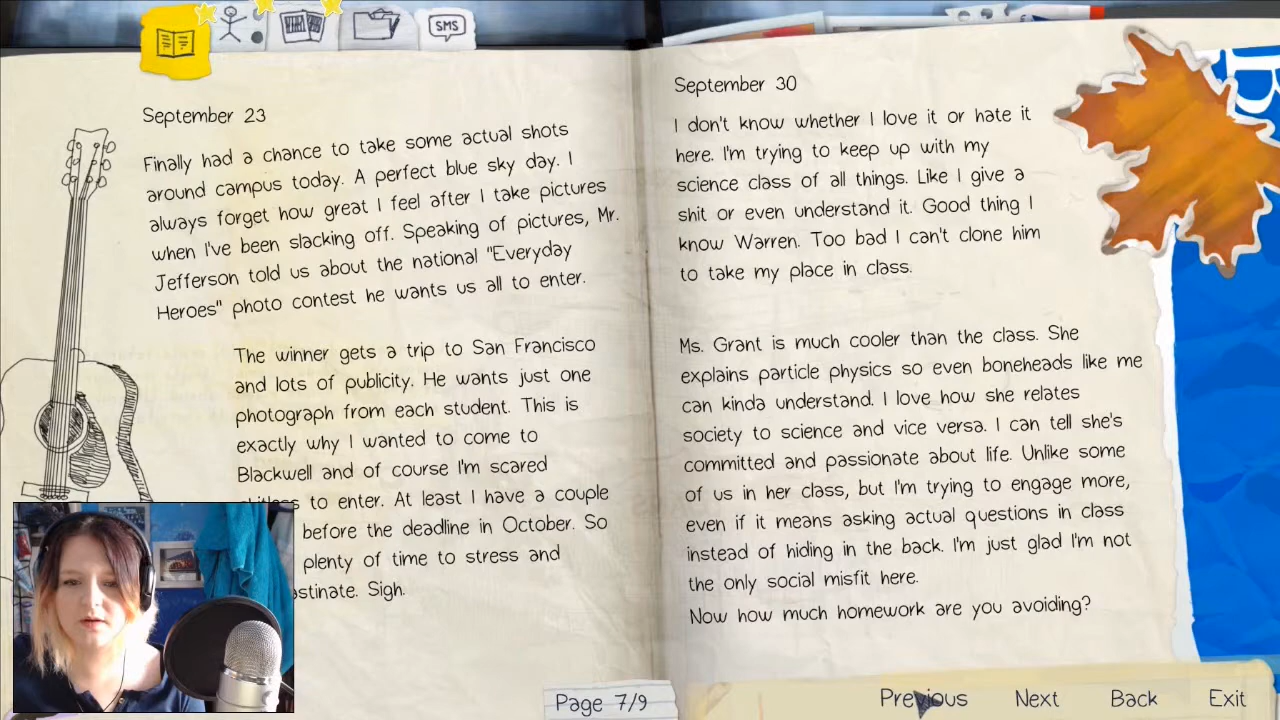 SMS
September 23
Finally had a chance to take some actual shots
around campus today. A perfect blue sky day. I
always forget how great I feel after I take pictures
when I've been slacking off. Speaking of pictures, Mr.
Jefferson told us about the national "Everyday
Heroes" photo contest he wants us all to enter.
The winner gets a trip to San Francisco
and lots of publicity. He wants just one
photograph from each student. This is
exactly why I wanted to come to
Blackwell and of course I'm scared
to enter. At least I have a couple
before the deadline in October. So
plenty of time to stress and
Sigh.
September 30
I don't know whether I love it or hate it
here. I'm trying to keep up with my
science class of all things. Like I give a
shit or even understand it. Good thing I
know Warren. Too bad I can't clone him
to take my place in class.
Ms. Grant is much cooler than the class. She
explains particle physics so even boneheads like me
can kinda understand. I love how she relates
society to science and vice versa. I can tell she's
committed and passionate about life. Unlike some
of us in her class, but I'm trying to engage more,
even if it means asking actual questions in class
instead of hiding in the back. I'm just glad I'm not
the only social misfit here.
Now how much homework are you avoiding?
Page 7/9
Previous Next Back Exit